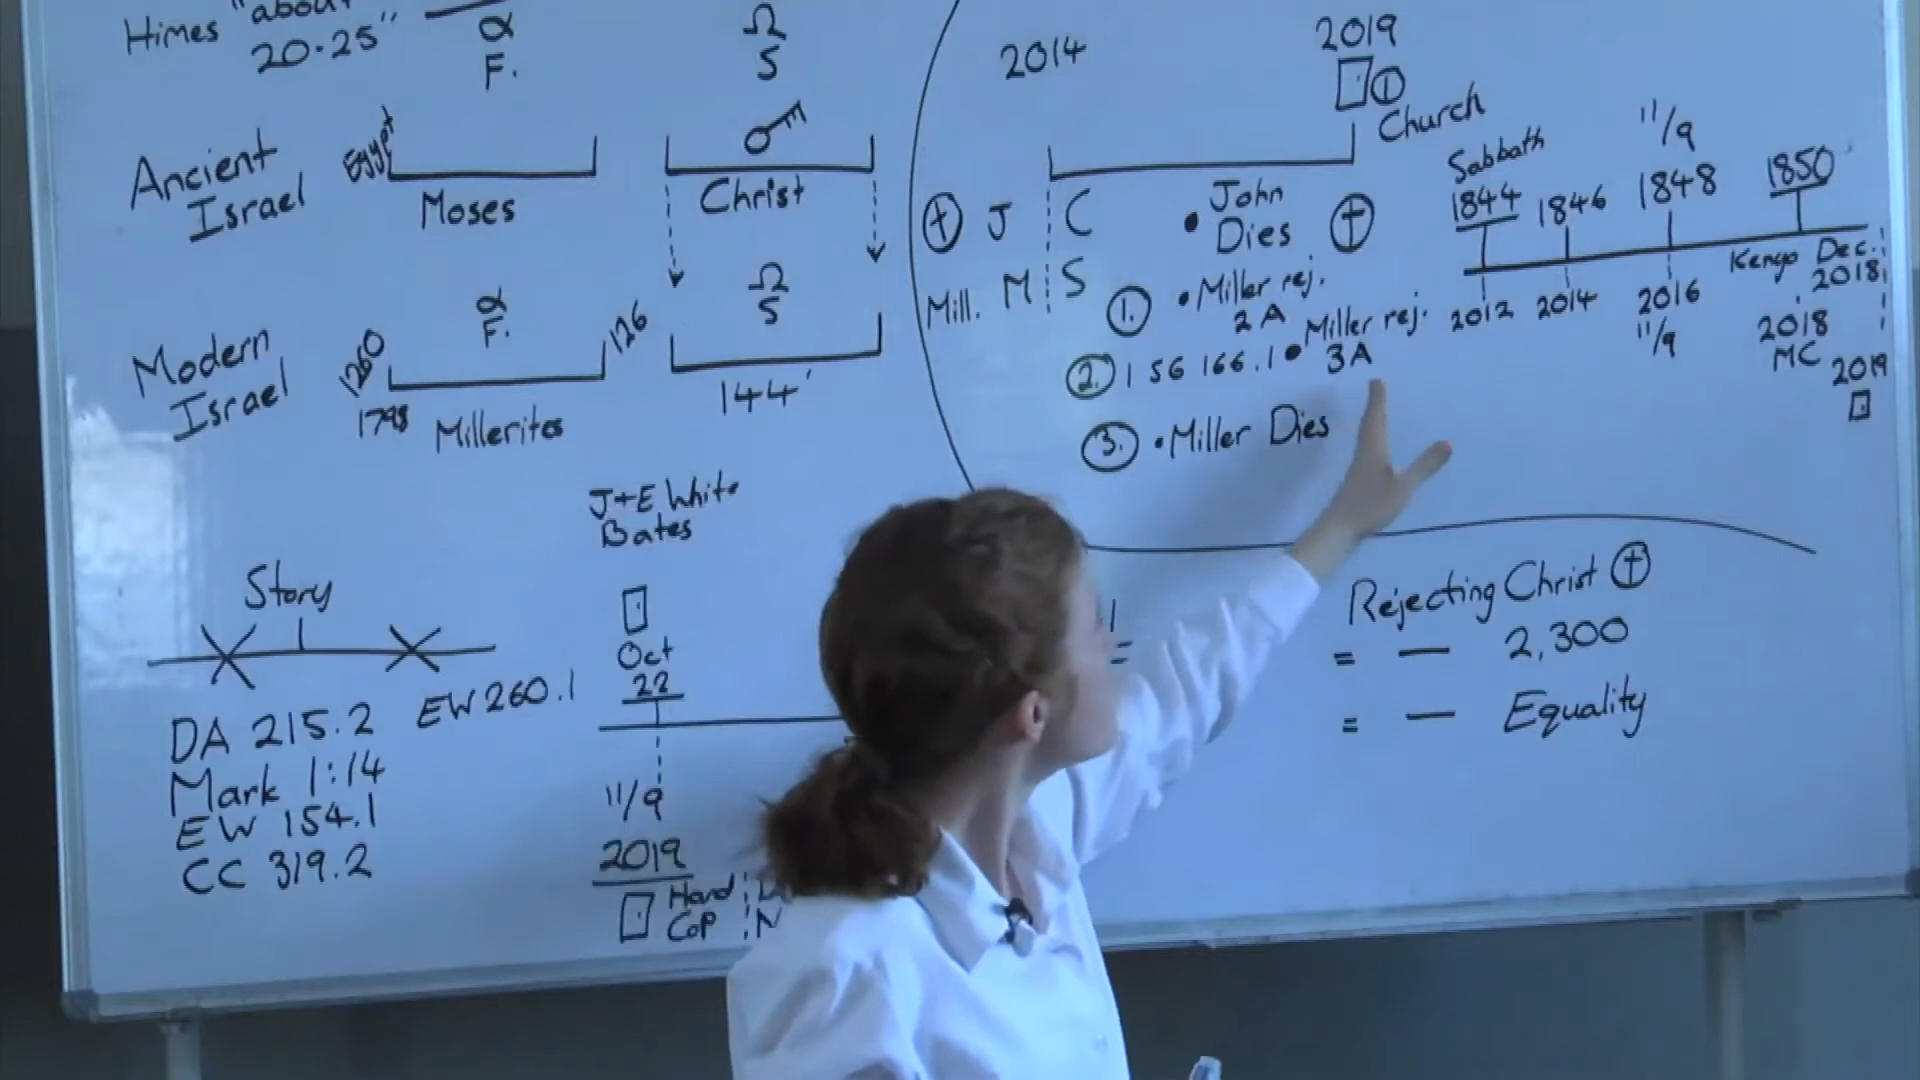 Himes "about
20-25"
α
F.
Ω
S
Ancient
Israel
Egypt
Moses
Christ
Modern
Israel
1260
1798
α
F.
126
Millerites
Ω
S
144'
2014
2019
1
Church
J C
John
Dies
Mill. M S
1. • Miller rej.
2 A
2. 1 SG 166.1 • Miller rej.
3A
3. • Miller Dies
Sabbath
1844
1846
11/9
1848
1850
2012
2014
2016
11/9
Kenyo Dec.
2018
2018
MC
2019
J+E White
Bates
Story
DA 215.2
EW 260.1
Mark 1:14
EW 154.1
CC 319.2
Oct
22
11/9
2019
Hard
CoP
Rejecting Christ
= — 2,300
= — Equality